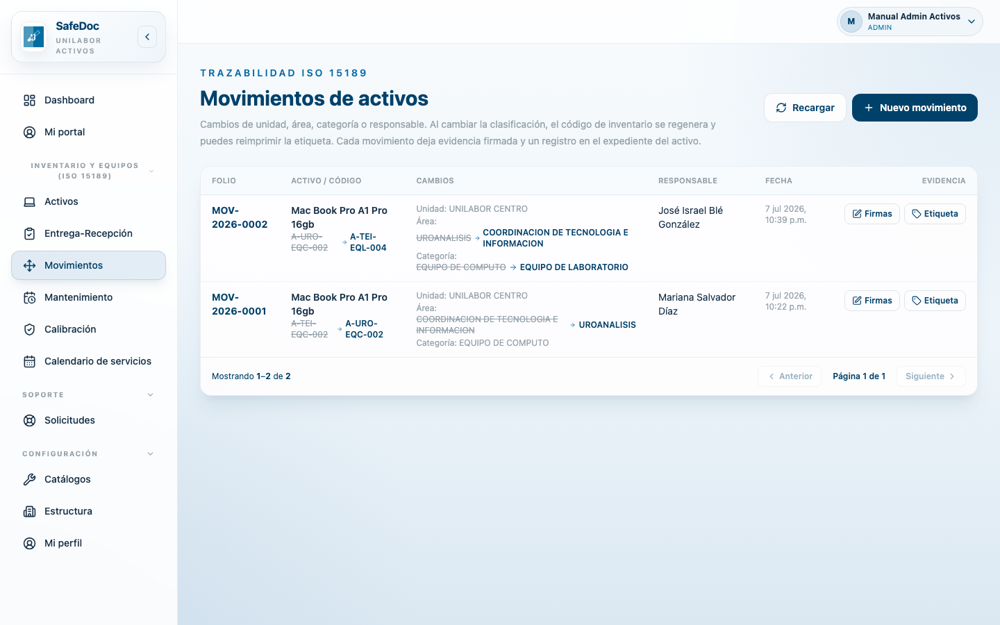 SafeDoc
UNILABOR
ACTIVOS
M
Manual Admin Activos
ADMIN
Dashboard
Mi portal
INVENTARIO Y EQUIPOS
(ISO 15189)
Activos
Entrega-Recepción
Movimientos
Mantenimiento
Calibración
Calendario de servicios
SOPORTE
Solicitudes
CONFIGURACIÓN
Catálogos
Estructura
Mi perfil
TRAZABILIDAD ISO 15189
Movimientos de activos
Cambios de unidad, área, categoría o responsable. Al cambiar la clasificación, el código de inventario se regenera y
puedes reimprimir la etiqueta. Cada movimiento deja evidencia firmada y un registro en el expediente del activo.
Recargar
Nuevo movimiento
FOLIO ACTIVO / CÓDIGO CAMBIOS RESPONSABLE FECHA EVIDENCIA
MOV-
2026-0002
Mac Book Pro A1 Pro
16gb
A-URO-
EQC-002
→ A-TEI-
EQL-004
Unidad: UNILABOR CENTRO
Área:
UROANALISIS → COORDINACION DE TECNOLOGIA E
INFORMACION
Categoría:
EQUIPO DE COMPUTO → EQUIPO DE LABORATORIO
José Israel Blé
González
7 jul 2026,
10:39 p.m.
Firmas
Etiqueta
MOV-
2026-0001
Mac Book Pro A1 Pro
16gb
A-TEI-
EQC-002
→ A-URO-
EQC-002
Unidad: UNILABOR CENTRO
Área:
COORDINACION DE TECNOLOGIA E
INFORMACION
→ UROANALISIS
Categoría: EQUIPO DE COMPUTO
Mariana Salvador
Díaz
7 jul 2026,
10:22 p.m.
Firmas
Etiqueta
Mostrando 1–2 de 2
Anterior
Página 1 de 1
Siguiente